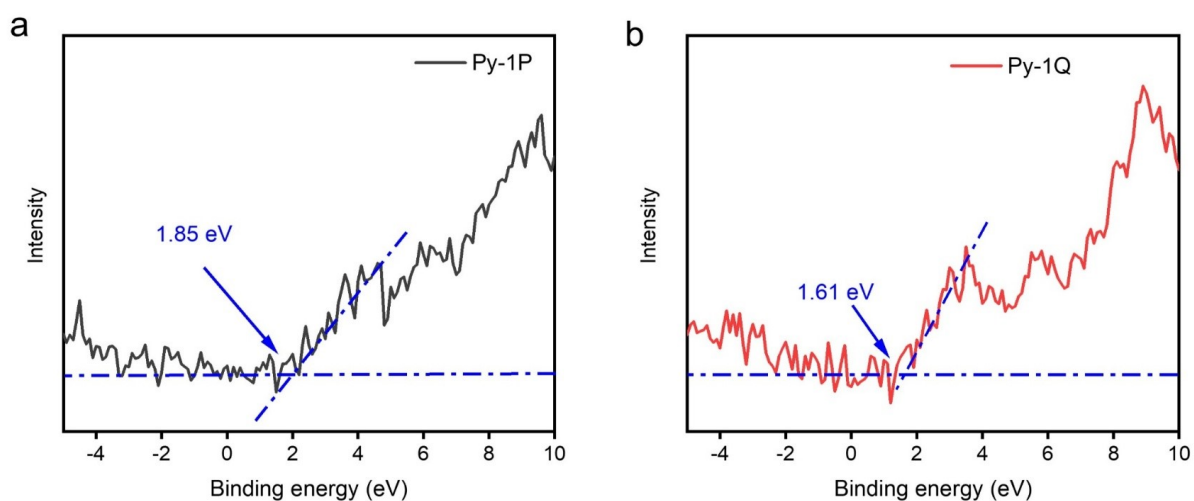 a
Py-1P
1.85 eV
Intensity
-4 -2 0 2 4 6 8 10
Binding energy (eV)
b
Py-1Q
1.61 eV
Intensity
-4 -2 0 2 4 6 8 10
Binding energy (eV)